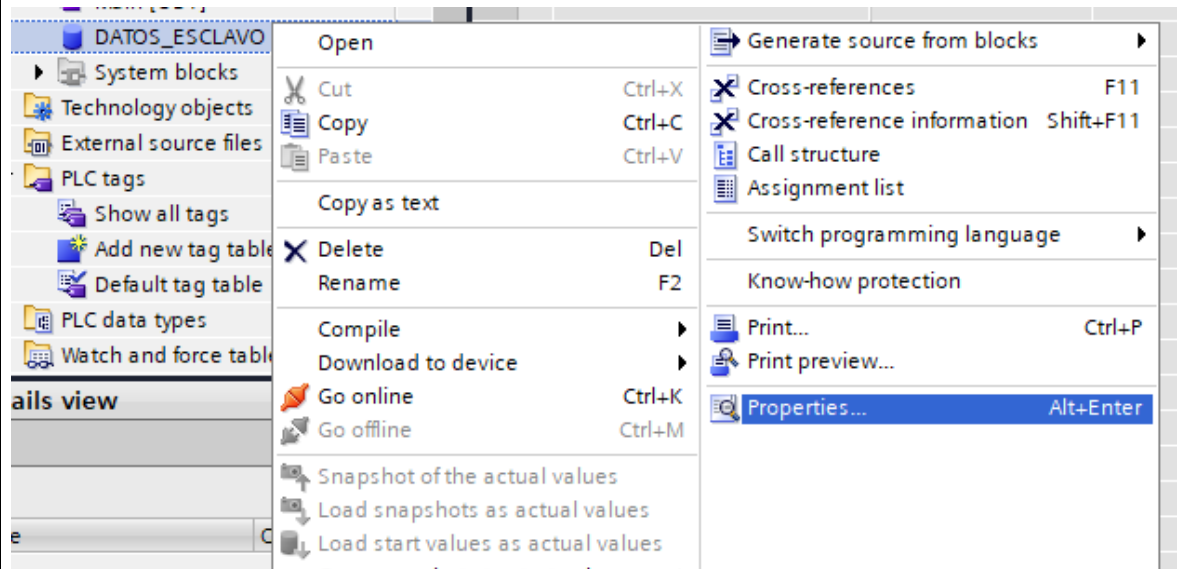 DATOS_ESCLAVO
System blocks
Technology objects
External source files
PLC tags
Show all tags
Add new tag table
Default tag table
PLC data types
Watch and force tabl
ails view
e
C
Open
Cut Ctrl+X
Copy Ctrl+C
Paste Ctrl+V
Copy as text
Delete Del
Rename F2
Compile
Download to device
Go online Ctrl+K
Go offline Ctrl+M
Snapshot of the actual values
Load snapshots as actual values
Load start values as actual values
Generate source from blocks
Cross-references F11
Cross-reference information Shift+F11
Call structure
Assignment list
Switch programming language
Know-how protection
Print... Ctrl+P
Print preview...
Properties... Alt+Enter